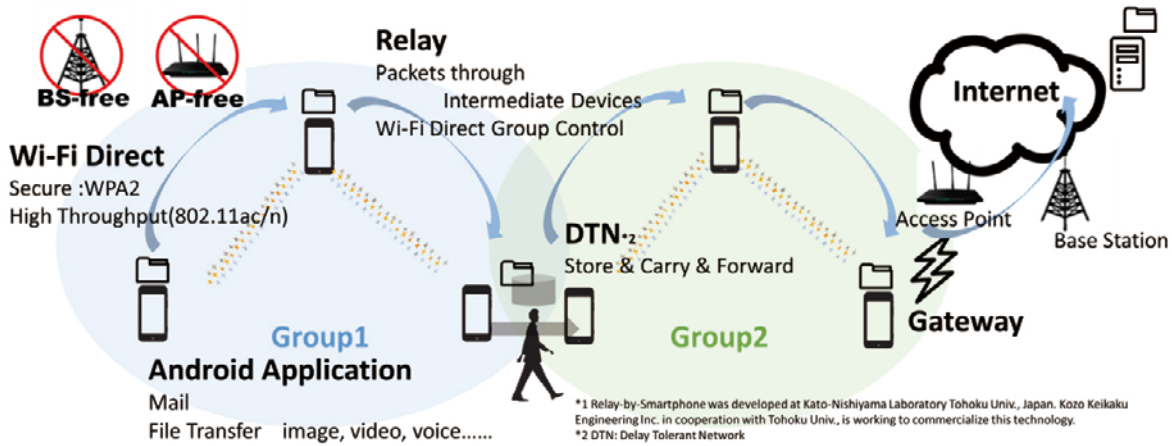 BS-free
AP-free
Relay
Packets through
Intermediate Devices
Wi-Fi Direct Group Control
Wi-Fi Direct
Secure :WPA2
High Throughput(802.11ac/n)
Internet
Access Point
Base Station
DTN*2
Store & Carry & Forward
Gateway
Group1
Group2
Android Application
Mail
File Transfer image, video, voice......
*1 Relay-by-Smartphone was developed at Kato-Nishiyama Laboratory Tohoku Univ., Japan. Kozo Keikaku
Engineering Inc. in cooperation with Tohoku Univ., is working to commercialize this technology.
*2 DTN: Delay Tolerant Network